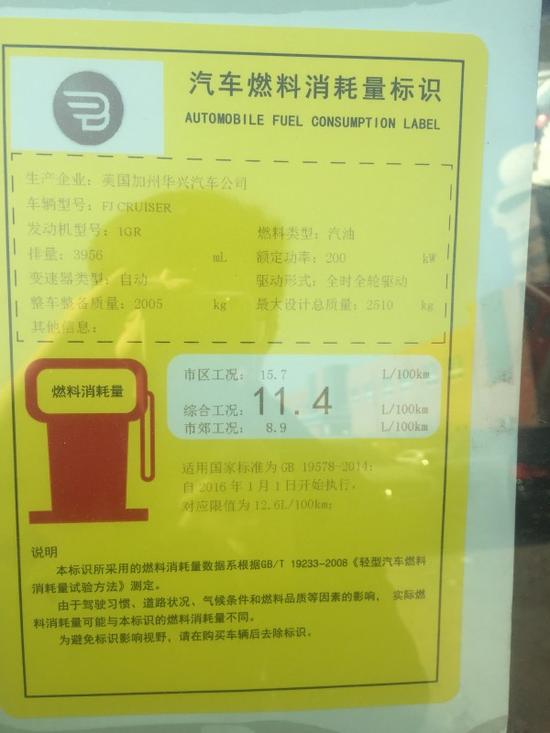 汽车燃料消耗量标识
AUTOMOBILE FUEL CONSUMPTION LABEL
生产企业：美国加州华兴汽车公司
车辆型号：FJ CRUISER
发动机型号：1GR 燃料类型：汽油
排量：3956 mL 额定功率：200 kW
变速器类型：自动 驱动形式：全时全轮驱动
整车整备质量：2005 kg 最大设计总质量：2510 kg
其他信息：
燃料消耗量
市区工况： 15.7 L/100km
综合工况： 11.4 L/100km
市郊工况： 8.9 L/100km
适用国家标准为 GB 19578-2014；
自 2016 年 1 月 1 日开始执行，
对应限值为 12.6L/100km；
说明
本标识所采用的燃料消耗量数据系根据GB/T 19233-2008《轻型汽车燃料
消耗量试验方法》测定。
由于驾驶习惯、道路状况、气候条件和燃料品质等因素的影响， 实际燃
料消耗量可能与本标识的燃料消耗量不同。
为避免标识影响视野，请在购买车辆后去除标识。